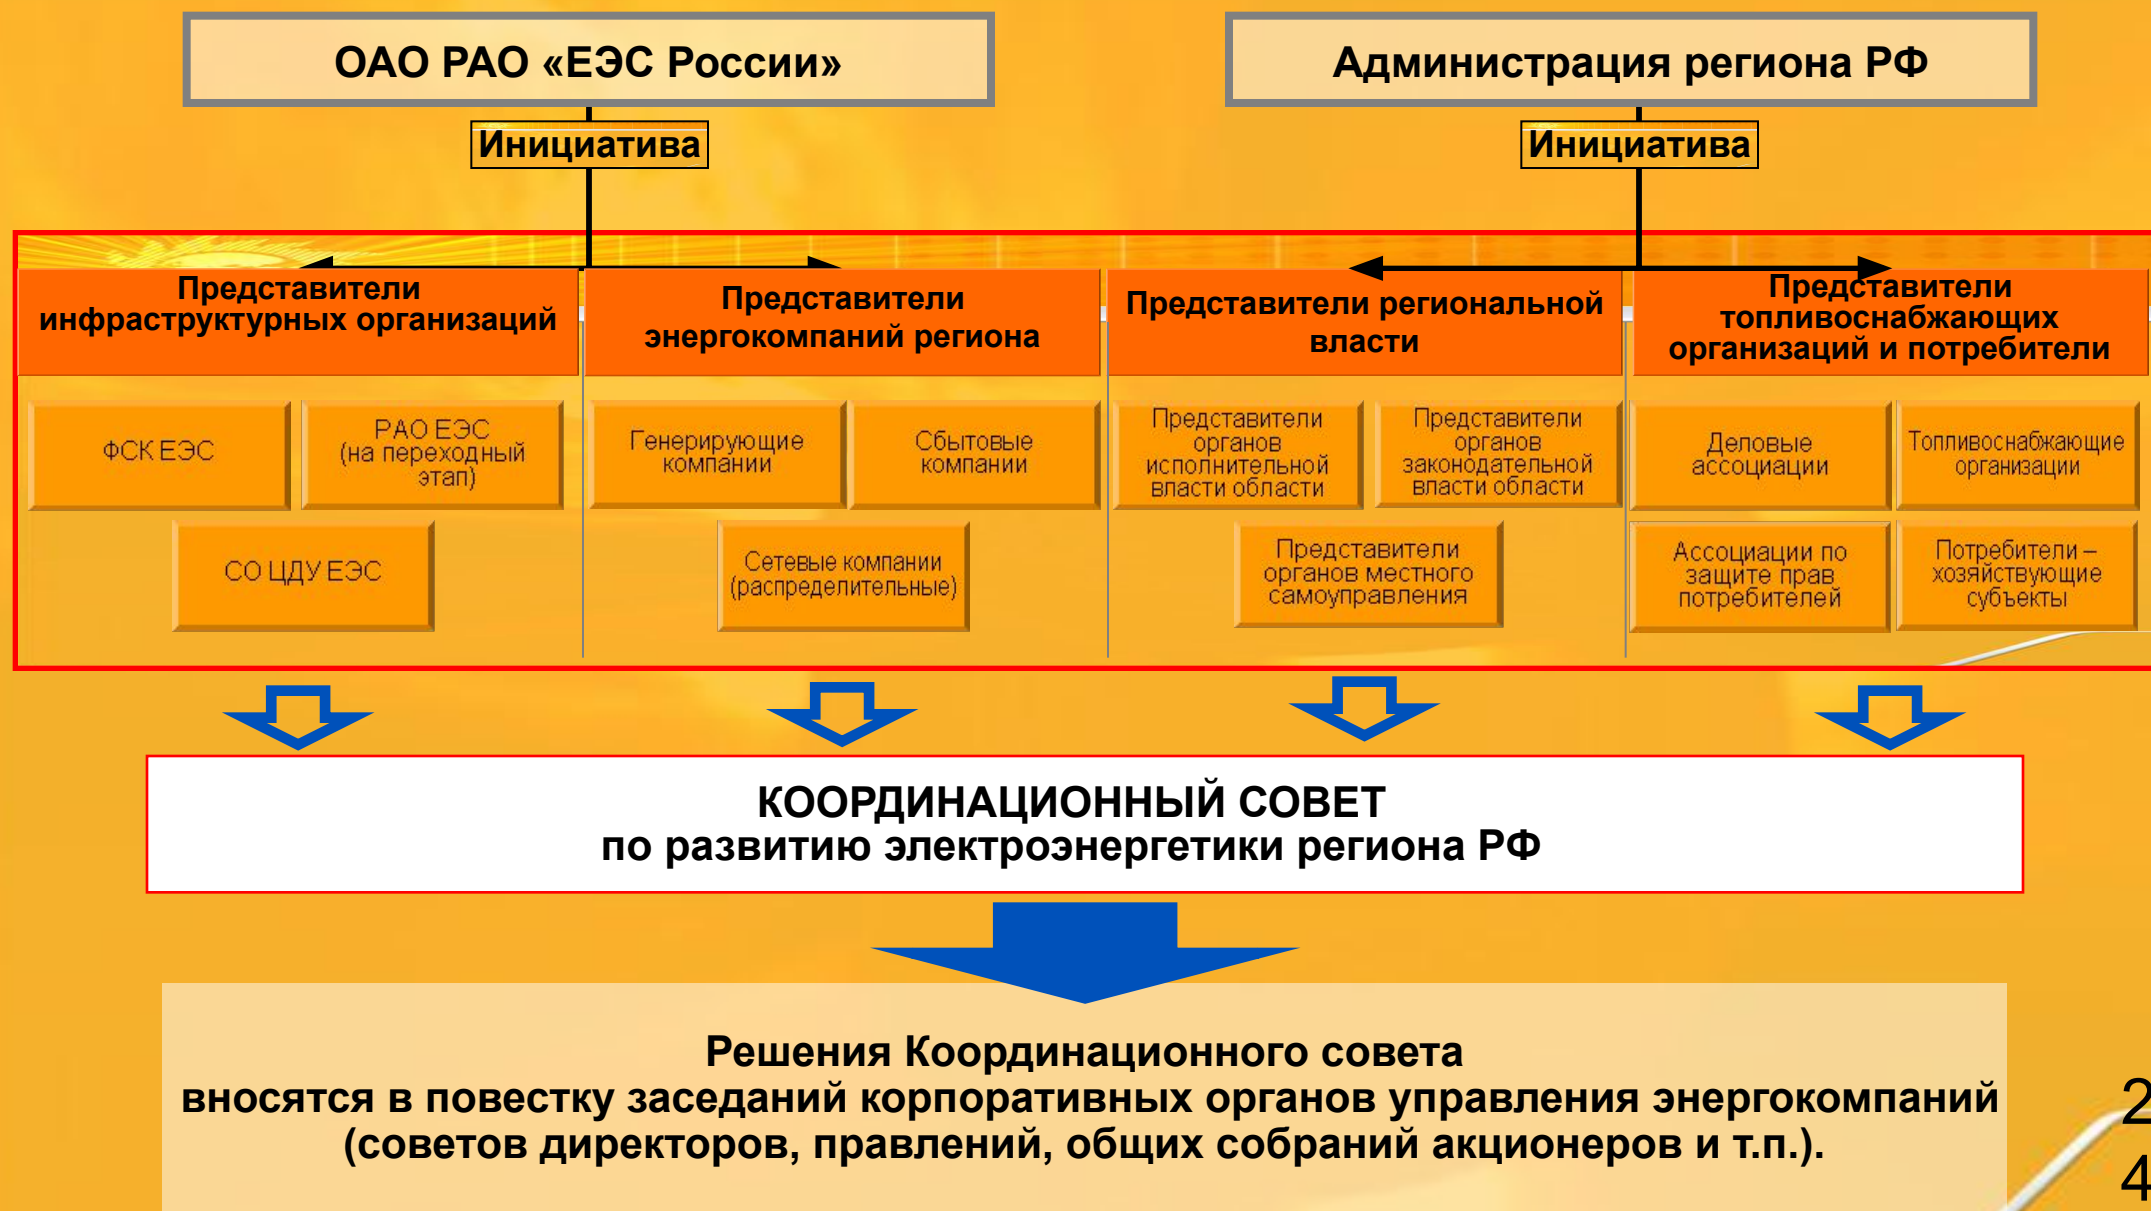 ОАО РАО «ЕЭС России»
Администрация региона РФ
Инициатива
Инициатива
Представители
инфраструктурных организаций
Представители
энергокомпаний региона
Представители региональной
власти
Представители
топливоснабжающих
организаций и потребители
ФСК ЕЭС
РАО ЕЭС
(на переходный
этап)
СО ЦДУ ЕЭС
Генерирующие
компании
Сбытовые
компании
Сетевые компании
(распределительные)
Представители
органов
исполнительной
власти области
Представители
органов
законодательной
власти области
Представители
органов местного
самоуправления
Деловые
ассоциации
Топливоснабжающие
организации
Ассоциации по
защите прав
потребителей
Потребители –
хозяйствующие
субъекты
КООРДИНАЦИОННЫЙ СОВЕТ
по развитию электроэнергетики региона РФ
Решения Координационного совета
вносятся в повестку заседаний корпоративных органов управления энергокомпаний
(советов директоров, правлений, общих собраний акционеров и т.п.).
2
4